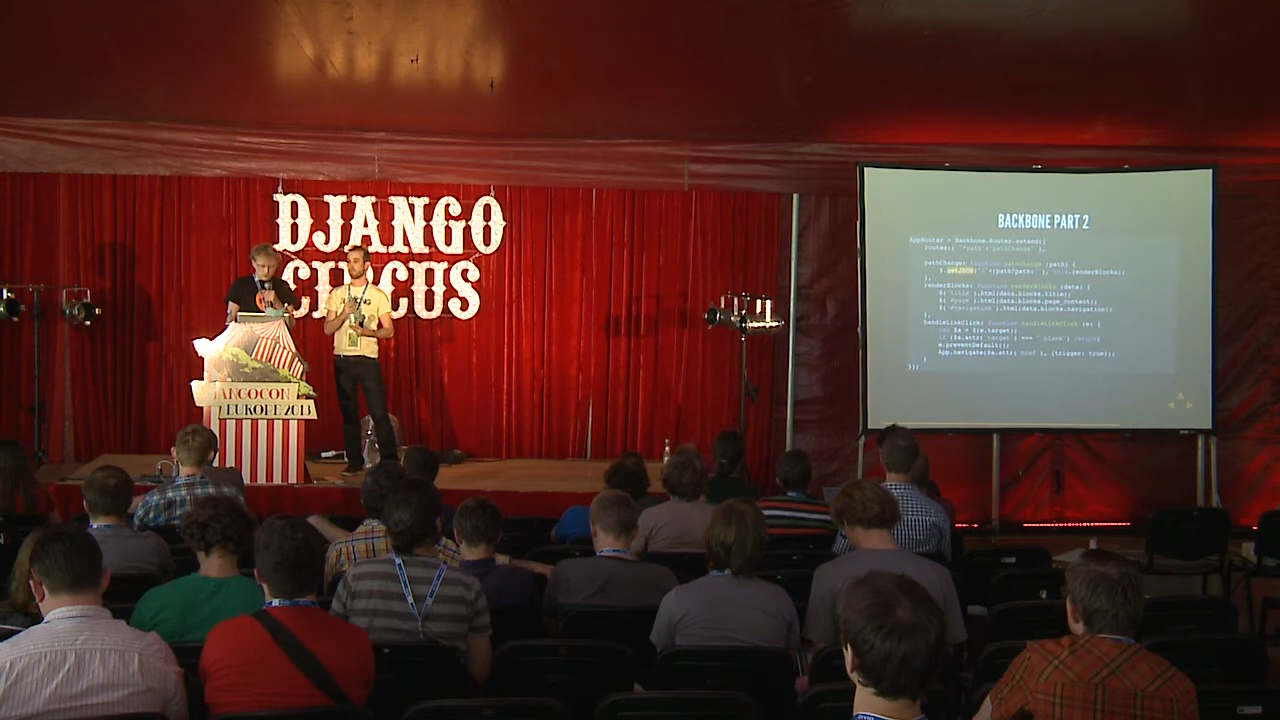 DJANGO
CIRCUS
DJANGOCON
EUROPE 2013
BACKBONE PART 2
AppRouter = Backbone.Router.extend({
routes: { "*path":"pathChange" },
pathChange: function pathChange (path) {
$.getJSON("/"+(path?path: ""), this.renderBlocks);
},
renderBlocks: function renderBlocks (data) {
$("title").html(data.blocks.title);
$("#page").html(data.blocks.page_content);
$("#navigation").html(data.blocks.navigation);
},
handleLinkClick: function handleLinkClick (e) {
var $a = $(e.target);
if ($a.attr("target") === "_blank") return;
e.preventDefault();
App.navigate($a.attr("href"), {trigger: true});
}
});